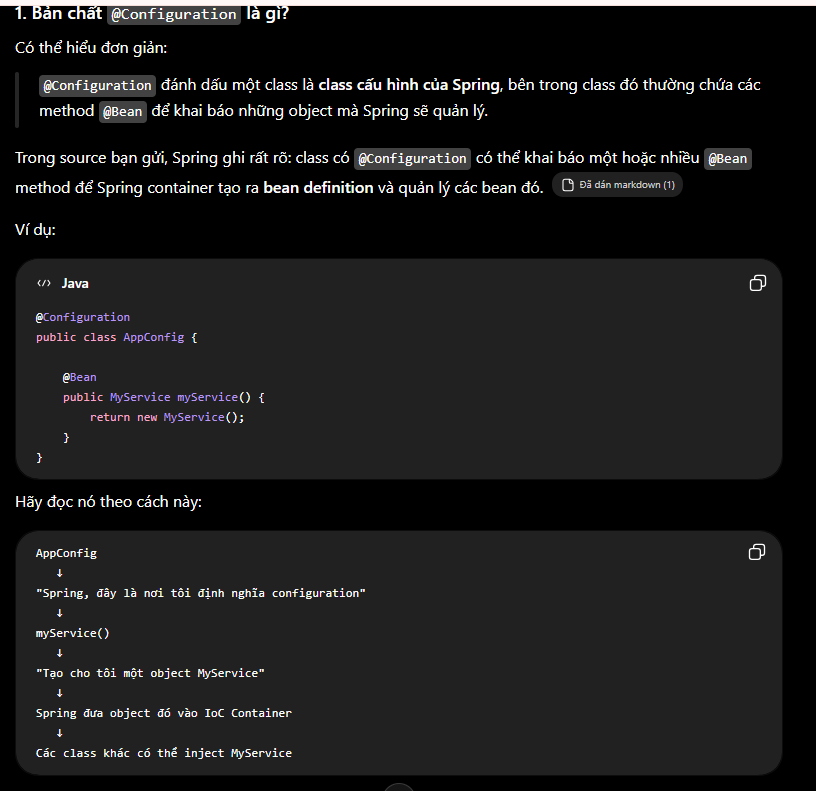 1. Bản chất @Configuration là gì?
Có thể hiểu đơn giản:
@Configuration đánh dấu một class là class cấu hình của Spring, bên trong class đó thường chứa các
method @Bean để khai báo những object mà Spring sẽ quản lý.
Trong source bạn gửi, Spring ghi rất rõ: class có @Configuration có thể khai báo một hoặc nhiều @Bean
method để Spring container tạo ra bean definition và quản lý các bean đó. Đã dán markdown (1)
Ví dụ:
</> Java
@Configuration
public class AppConfig {
@Bean
public MyService myService() {
return new MyService();
}
}
Hãy đọc nó theo cách này:
AppConfig
↓
"Spring, đây là nơi tôi định nghĩa configuration"
↓
myService()
↓
"Tạo cho tôi một object MyService"
↓
Spring đưa object đó vào IoC Container
↓
Các class khác có thể inject MyService